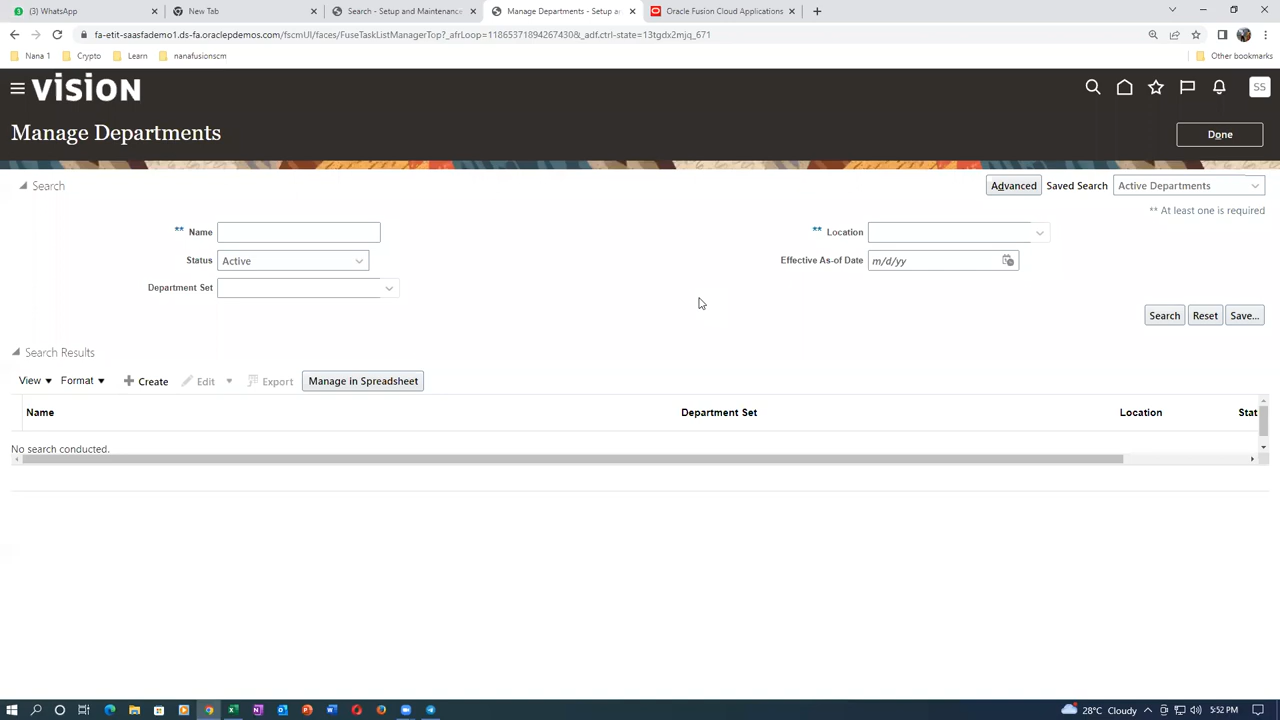 (3) WhatsApp
New Tab
Search - Setup and Maintenance
Manage Departments - Setup a
Oracle Fusion Cloud Applications
fa-etit-saasfademo1.ds-fa.oraclepdemos.com/fscmUI/faces/FuseTaskListManagerTop?_afrLoop=1186537189426743​0&_adf.ctrl-state=13tgdx2mjq_671
Nana 1
Crypto
Learn
nanafusionscm
Other bookmarks
vision
SS
Manage Departments
Done
Search
Advanced
Saved Search
Active Departments
** At least one is required
** Name
** Location
Status
Active
Effective As-of Date
m/d/yy
Department Set
Search
Reset
Save...
Search Results
View
Format
Create
Edit
Export
Manage in Spreadsheet
Name
Department Set
Location
Stat
No search conducted.
28°C Cloudy
5:52 PM